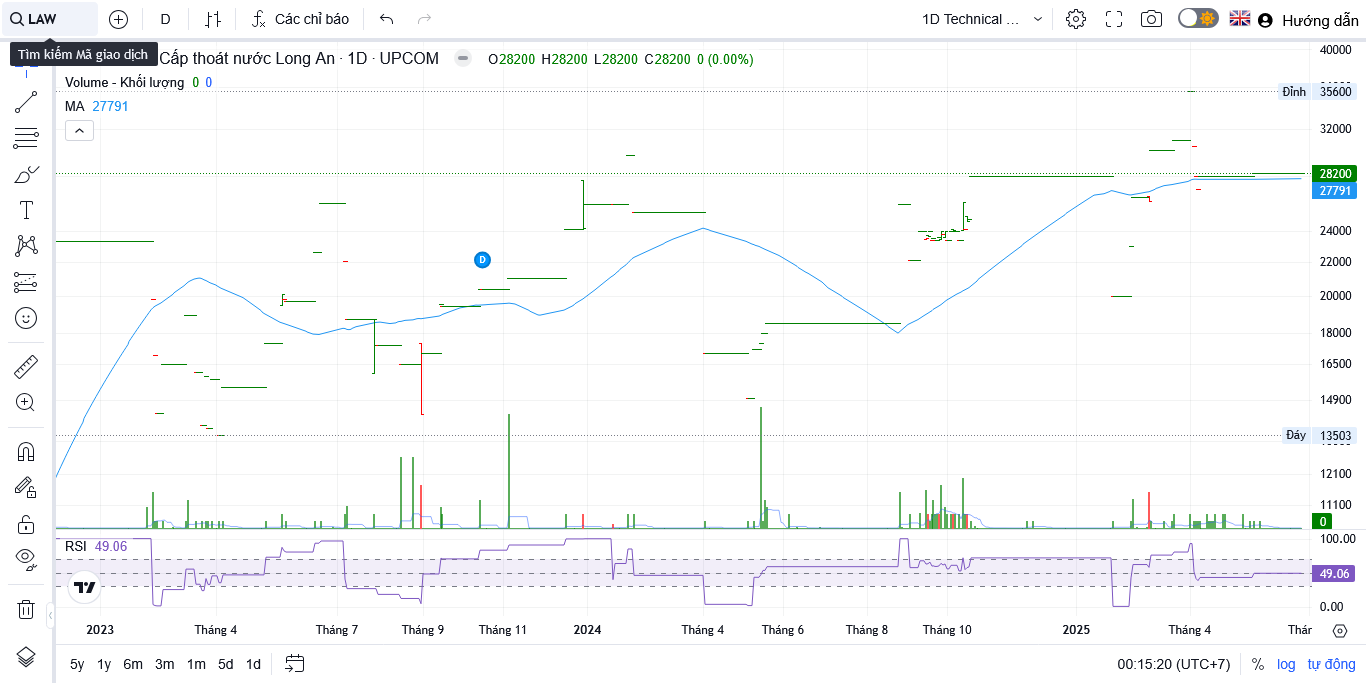 LAW D Các chỉ báo 1D Technical ... Hướng dẫn
Tìm kiếm Mã giao dịch
Cấp thoát nước Long An · 1D · UPCOM O28200 H28200 L28200 C28200 0 (0.00%)
Volume - Khối lượng 0 0
MA 27791
40000
Đỉnh 35600
32000
28200
27791
24000
D
22000
20000
18000
16500
14900
Đáy 13503
12100
11100
0
RSI 49.06
100.00
49.06
0.00
2023 Tháng 4 Tháng 7 Tháng 9 Tháng 11 2024 Tháng 4 Tháng 6 Tháng 8 Tháng 10 2025 Tháng 4 Thár
5y 1y 6m 3m 1m 5d 1d 00:15:20 (UTC+7) % log tự động